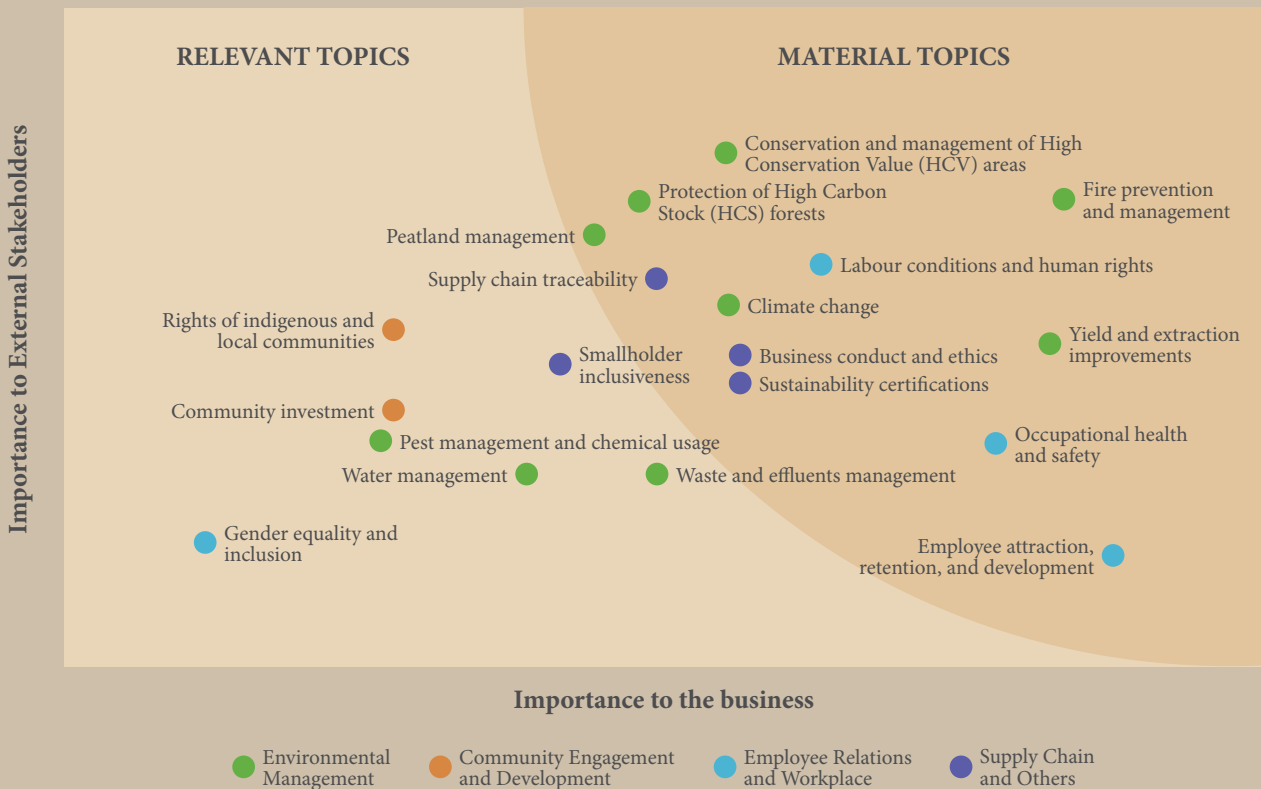 RELEVANT TOPICS
MATERIAL TOPICS
Importance to External Stakeholders
Conservation and management of High
Conservation Value (HCV) areas
Protection of High Carbon
Stock (HCS) forests
Fire prevention
and management
Peatland management
Labour conditions and human rights
Supply chain traceability
Climate change
Rights of indigenous and
local communities
Yield and extraction
improvements
Smallholder
inclusiveness
Business conduct and ethics
Sustainability certifications
Community investment
Pest management and chemical usage
Occupational health
and safety
Water management
Waste and effluents management
Gender equality and
inclusion
Employee attraction,
retention, and development
Importance to the business
Environmental
Management
Community Engagement
and Development
Employee Relations
and Workplace
Supply Chain
and Others